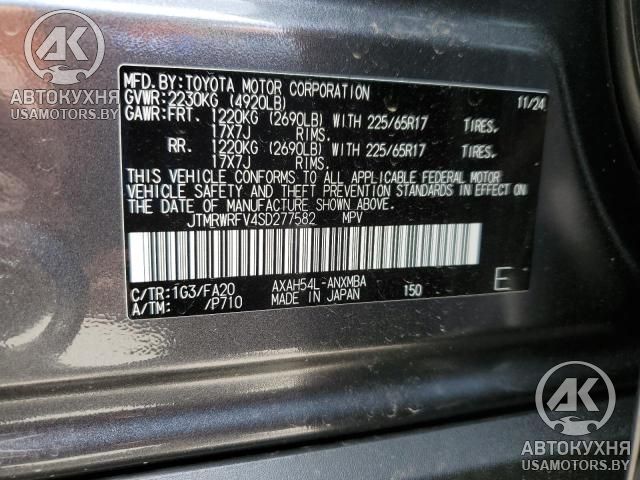 MFD.BY:TOYOTA MOTOR CORPORATION 11/24
GVWR:2230KG (4920LB)
GAWR:FRT. 1220KG (2690LB) WITH 225/65R17 TIRES.
17X7J RIMS.
RR. 1220KG (2690LB) WITH 225/65R17 TIRES.
17X7J RIMS.
THIS VEHICLE CONFORMS TO ALL APPLICABLE FEDERAL MOTOR
VEHICLE SAFETY AND THEFT PREVENTION STANDARDS IN EFFECT ON
THE DATE OF MANUFACTURE SHOWN ABOVE.
JTMRWRFV4SD277582 MPV
C/TR:1G3/FA20 AXAH54L-ANXMBA 150 E
A/TM: /P710 MADE IN JAPAN
АК
АВТОКУХНЯ
USAMOTORS.BY
АК
АВТОКУХНЯ
USAMOTORS.BY